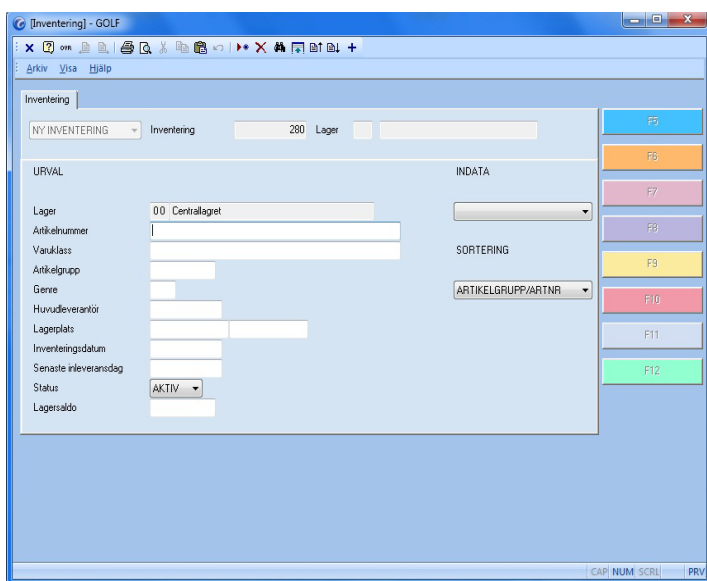 [Inventering] - GOLF
OVR
Arkiv Visa Hjälp
Inventering
NY INVENTERING Inventering 280 Lager
URVAL INDATA
Lager 00 Centrallagret
Artikelnummer
Varuklass SORTERING
Artikelgrupp
Genre ARTIKELGRUPP/ARTNR
Huvudleverantör
Lagerplats
Inventeringsdatum
Senaste inleveransdag
Status AKTIV
Lagersaldo
F5
F6
F7
F8
F9
F10
F11
F12
CAP NUM SCRL PRV